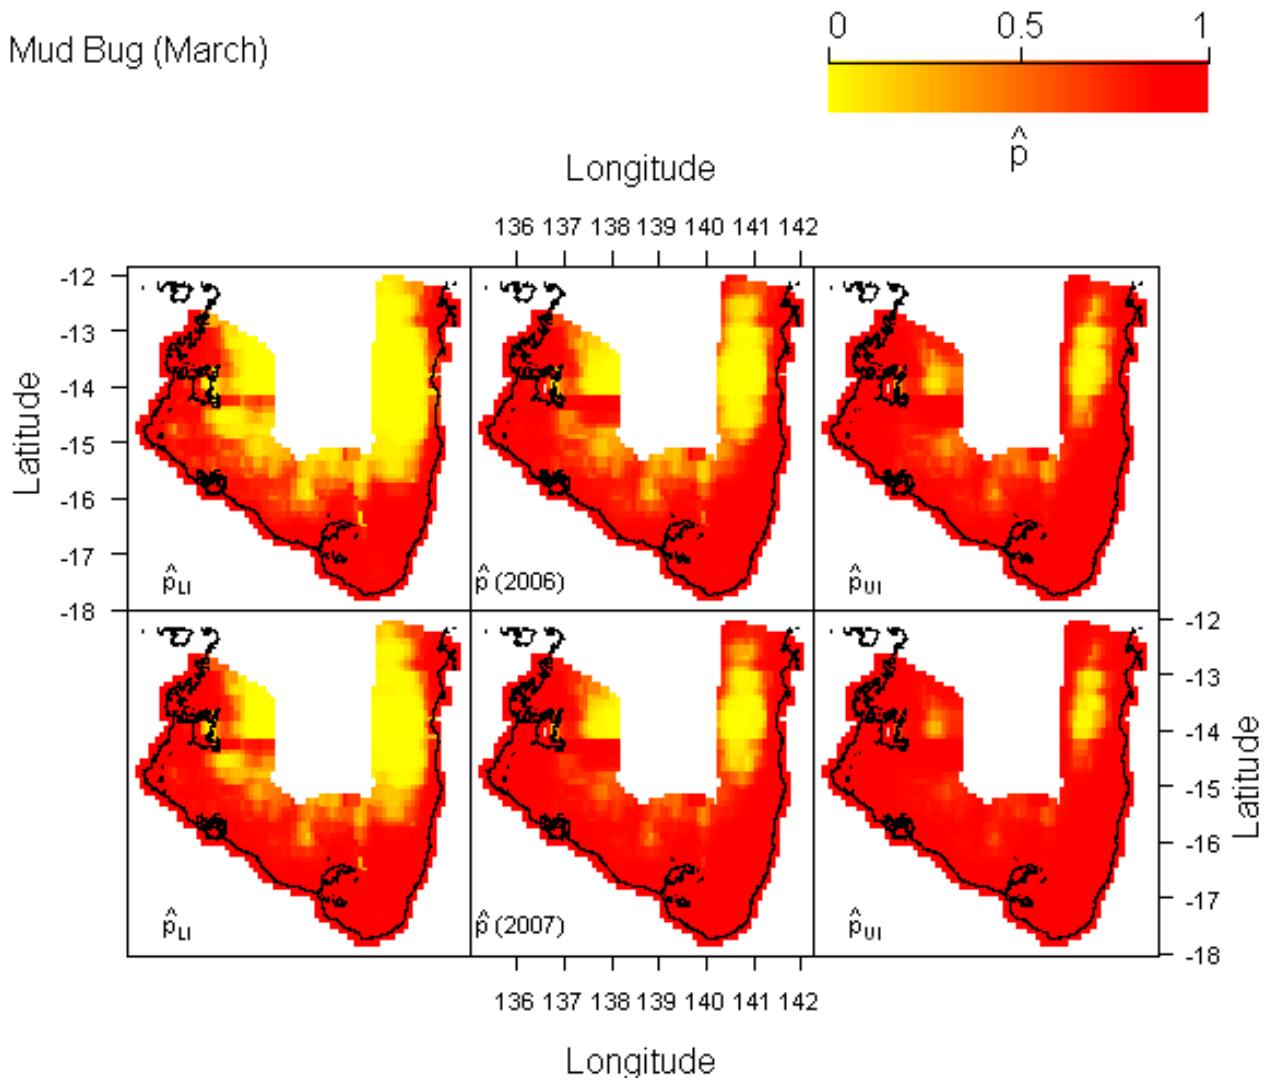 Mud Bug (March)
0 0.5 1
p̂
Longitude
136 137 138 139 140 141 142
Latitude
-12
-13
-14
-15
-16
-17
-18
p̂LI
p̂ (2006)
p̂UI
-12
-13
-14
-15
-16
-17
-18
Latitude
p̂LI
p̂ (2007)
p̂UI
136 137 138 139 140 141 142
Longitude